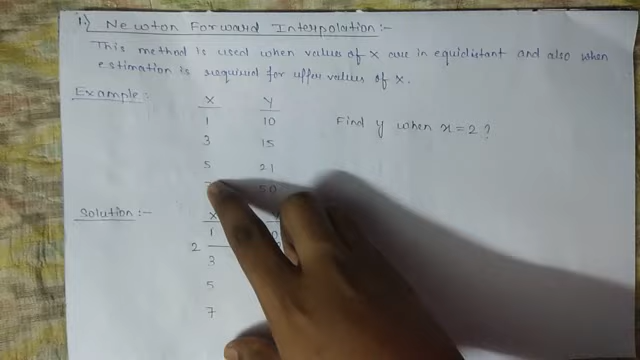 1.) Newton Forward Interpolation:-
This method is used when values of x are in equidistant and also when
estimation is required for uffer values of x.
Example:
X Y
1 10
3 15 Find y when x=2?
5 21
50
Solution:-
X
1
2
3
5
7